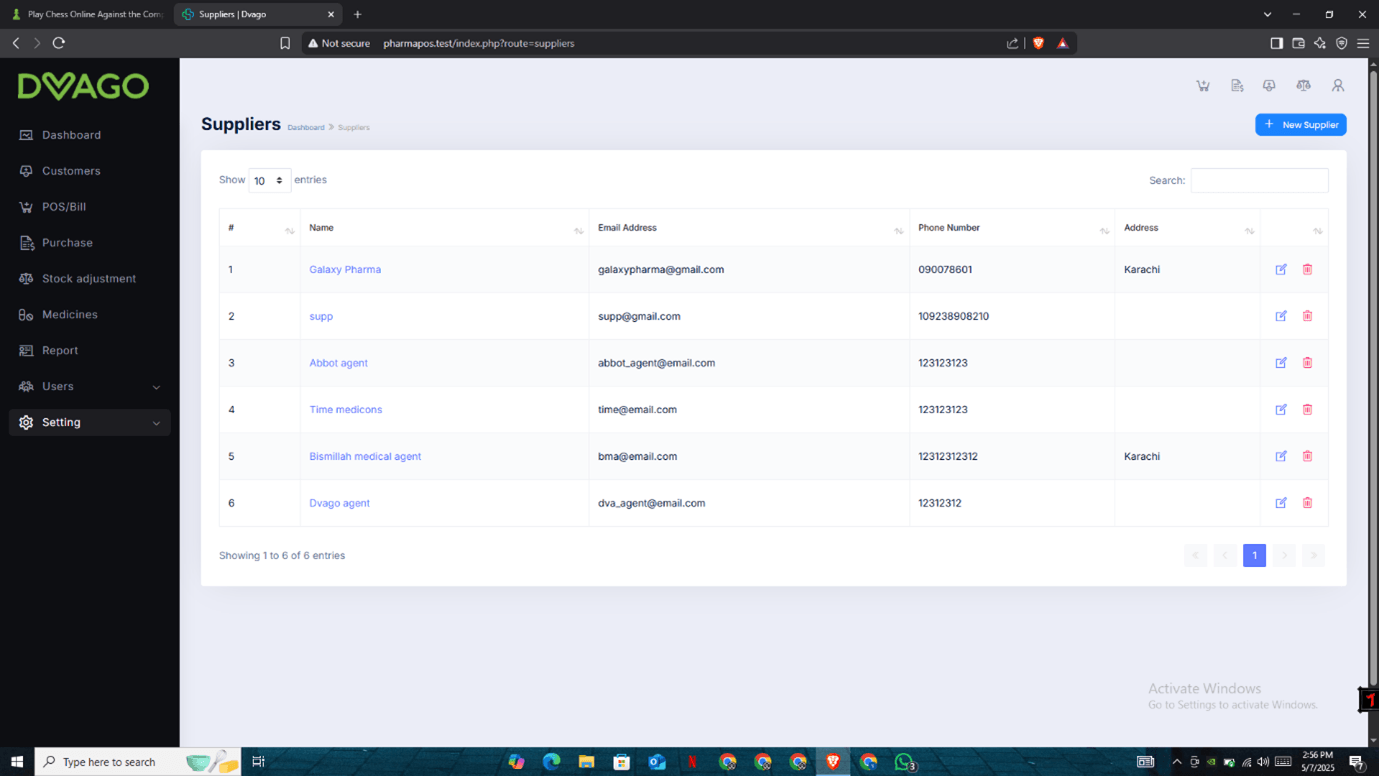 Play Chess Online Against the Comp
Suppliers | Dvago
Not secure pharmapos.test/index.php?route=suppliers
DVAGO
Dashboard
Customers
POS/Bill
Purchase
Stock adjustment
Medicines
Report
Users
Setting
Suppliers Dashboard Suppliers
New Supplier
Show 10 entries
Search:
# Name Email Address Phone Number Address
1 Galaxy Pharma galaxypharma@gmail.com 090078601 Karachi
2 supp supp@gmail.com 109238908210
3 Abbot agent abbot_agent@email.com 123123123
4 Time medicons time@email.com 123123123
5 Bismillah medical agent bma@email.com 12312312312 Karachi
6 Dvago agent dva_agent@email.com 12312312
Showing 1 to 6 of 6 entries
« ‹ 1 › »
Activate Windows
Go to Settings to activate Windows.
Type here to search
3
2:56 PM
5/7/2025
7